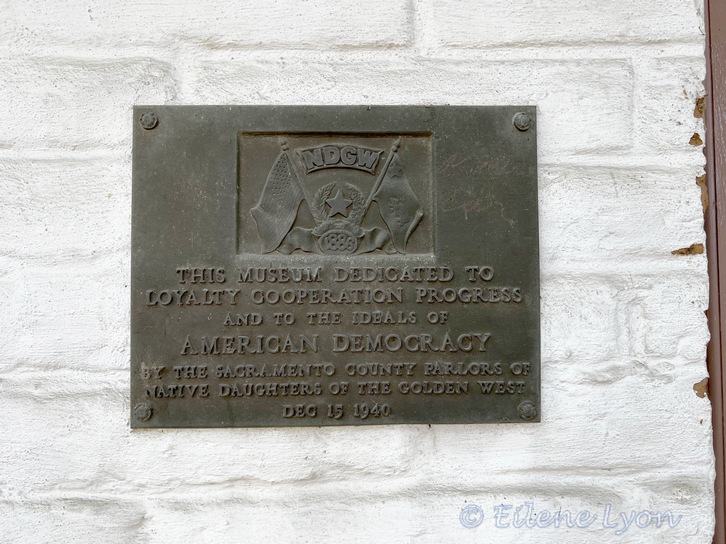 NDGW
1886
THIS MUSEUM DEDICATED TO
LOYALTY COOPERATION PROGRESS
AND TO THE IDEALS OF
AMERICAN DEMOCRACY
BY THE SACRAMENTO COUNTY PARLORS OF
NATIVE DAUGHTERS OF THE GOLDEN WEST
DEC 15 1940
© Eilene Lyon